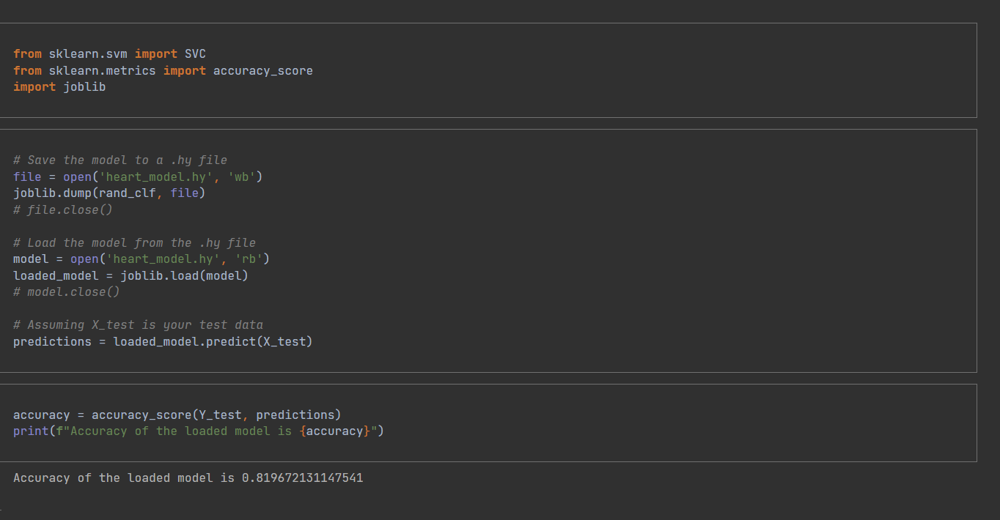 from sklearn.svm import SVC
from sklearn.metrics import accuracy_score
import joblib
# Save the model to a .hy file
file = open('heart_model.hy', 'wb')
joblib.dump(rand_clf, file)
# file.close()
# Load the model from the .hy file
model = open('heart_model.hy', 'rb')
loaded_model = joblib.load(model)
# model.close()
# Assuming X_test is your test data
predictions = loaded_model.predict(X_test)
accuracy = accuracy_score(Y_test, predictions)
print(f"Accuracy of the loaded model is {accuracy}")
Accuracy of the loaded model is 0.819672131147541